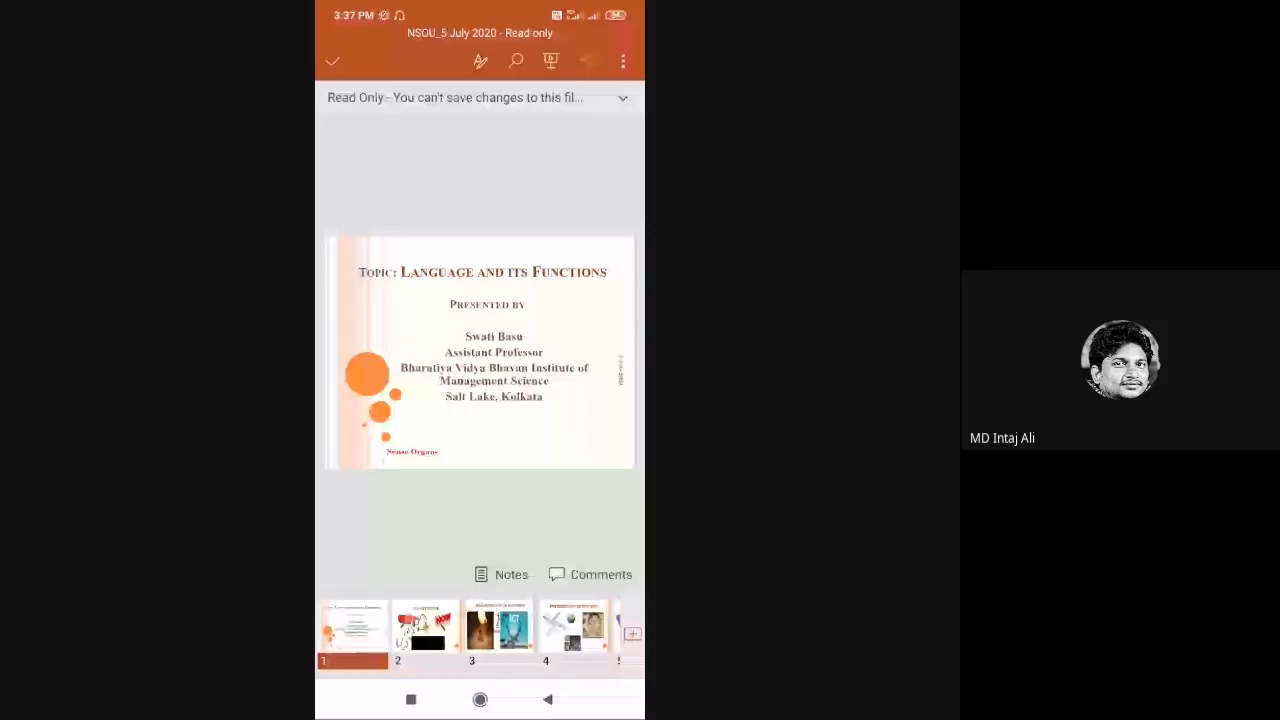 3:37 PM
54
NSOU_5 July 2020 - Read-only
Read Only - You can't save changes to this fil...
TOPIC: LANGUAGE AND ITS FUNCTIONS
PRESENTED BY
Swati Basu
Assistant Professor
Bharatiya Vidya Bhavan Institute of
Management Science
Salt Lake, Kolkata
Sense Organs
Notes
Comments
ICT
1
2
3
4
MD Intaj Ali